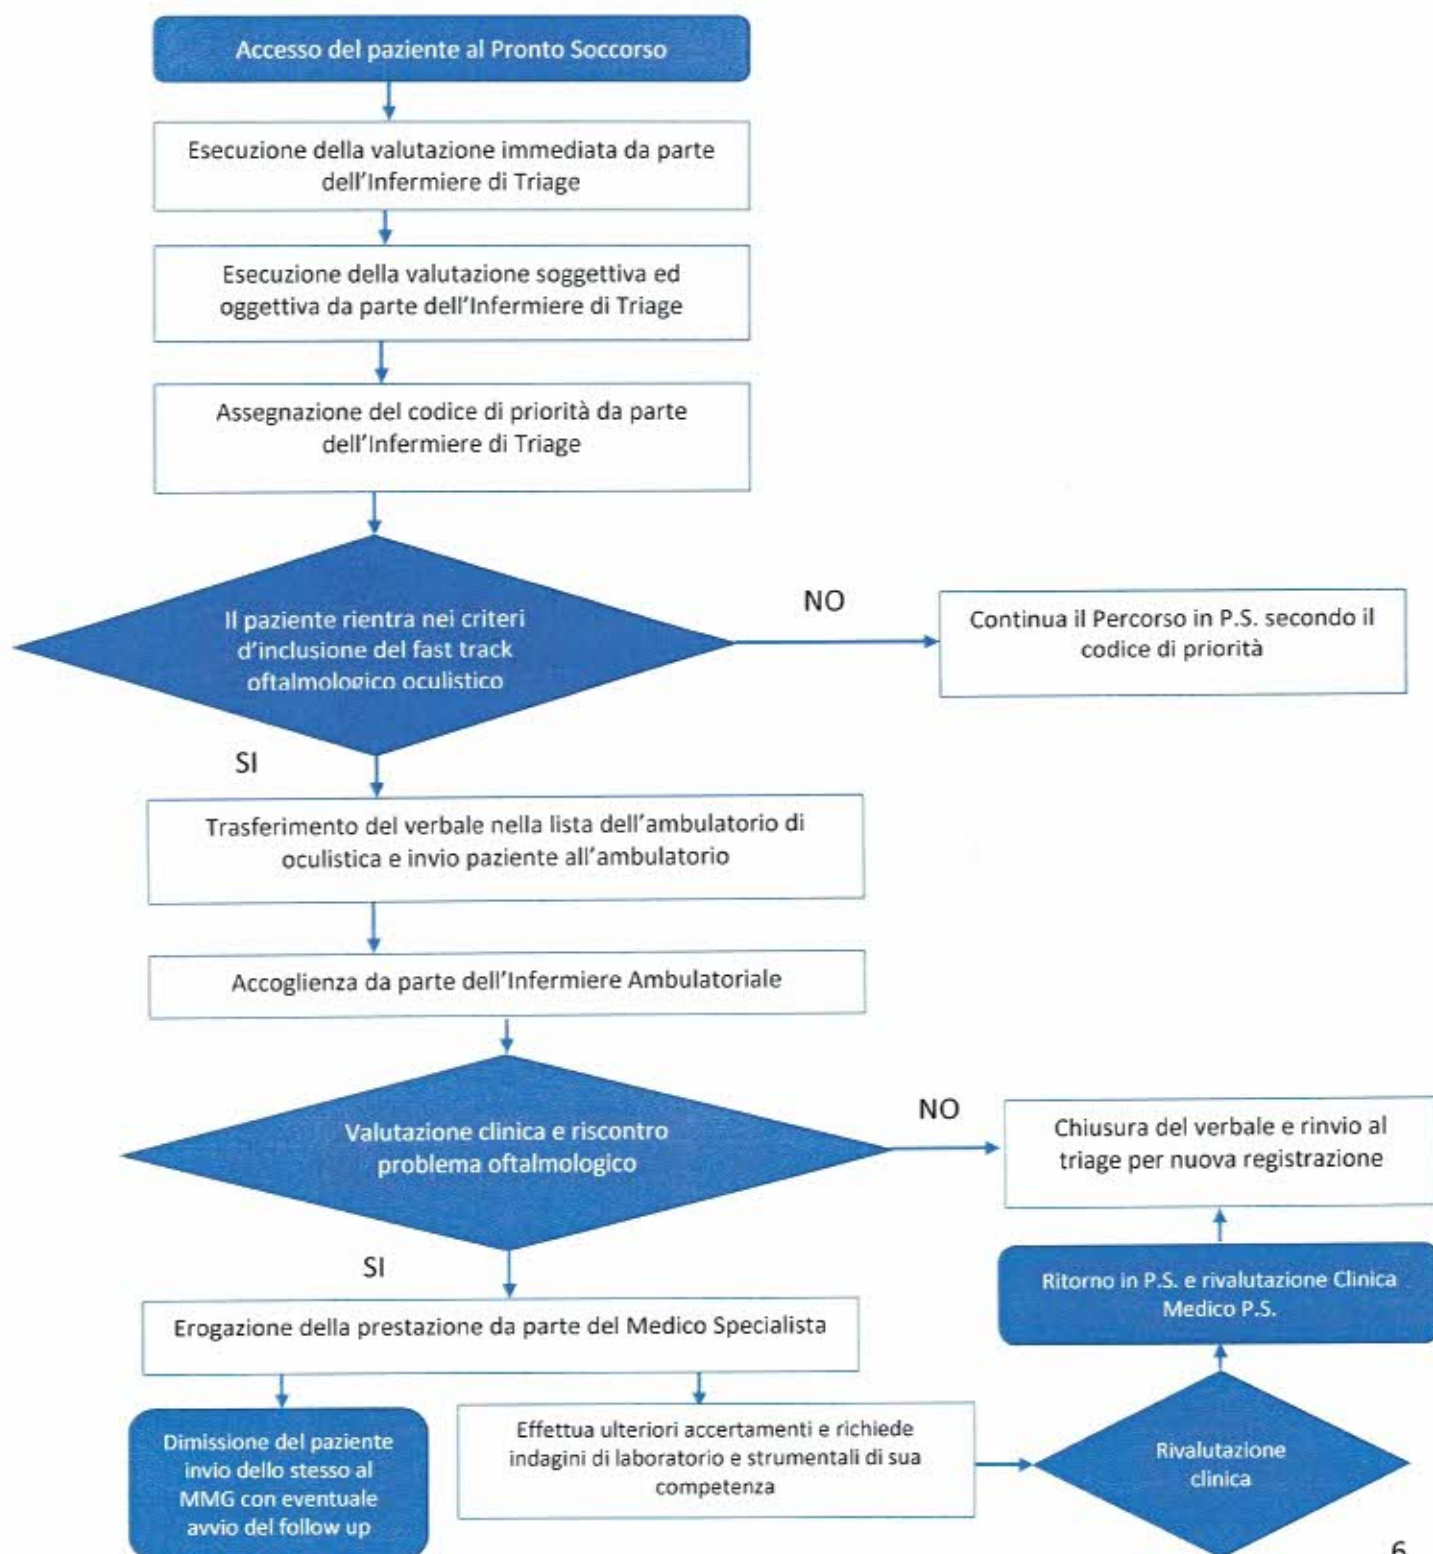 Accesso del paziente al Pronto Soccorso
Esecuzione della valutazione immediata da parte
dell'Infermiere di Triage
Esecuzione della valutazione soggettiva ed
oggettiva da parte dell'Infermiere di Triage
Assegnazione del codice di priorità da parte
dell'Infermiere di Triage
Il paziente rientra nei criteri
d'inclusione del fast track
oftalmologico oculistico
NO
Continua il Percorso in P.S. secondo il
codice di priorità
SI
Trasferimento del verbale nella lista dell'ambulatorio di
oculistica e invio paziente all'ambulatorio
Accoglienza da parte dell'Infermiere Ambulatoriale
Valutazione clinica e riscontro
problema oftalmologico
NO
Chiusura del verbale e rinvio al
triage per nuova registrazione
SI
Ritorno in P.S. e rivalutazione Clinica
Medico P.S.
Erogazione della prestazione da parte del Medico Specialista
Dimissione del paziente
invio dello stesso al
MMG con eventuale
avvio del follow up
Effettua ulteriori accertamenti e richiede
indagini di laboratorio e strumentali di sua
competenza
Rivalutazione
clinica
6